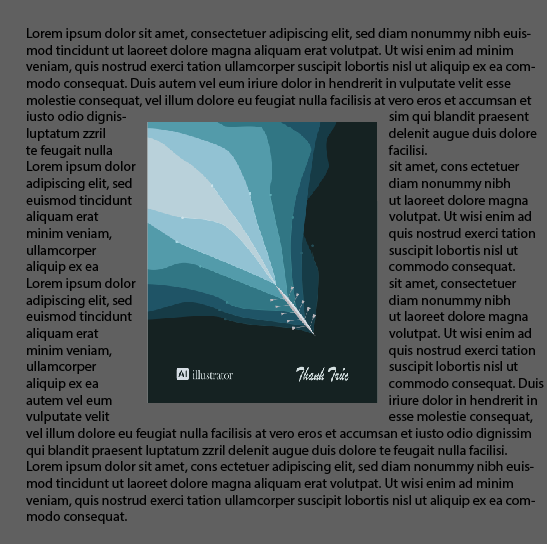 Lorem ipsum dolor sit amet, consectetuer adipiscing elit, sed diam nonummy nibh euis-
mod tincidunt ut laoreet dolore magna aliquam erat volutpat. Ut wisi enim ad minim
veniam, quis nostrud exerci tation ullamcorper suscipit lobortis nisl ut aliquip ex ea com-
modo consequat. Duis autem vel eum iriure dolor in hendrerit in vulputate velit esse
molestie consequat, vel illum dolore eu feugiat nulla facilisis at vero eros et accumsan et
iusto odio dignis- sim qui blandit praesent
luptatum zzril delenit augue duis dolore
te feugait nulla facilisi.
Lorem ipsum dolor sit amet, cons ectetuer
adipiscing elit, sed diam nonummy nibh
euismod tincidunt ut laoreet dolore magna
aliquam erat volutpat. Ut wisi enim ad
minim veniam, quis nostrud exerci tation
ullamcorper suscipit lobortis nisl ut
aliquip ex ea commodo consequat.
Lorem ipsum dolor sit amet, consectetuer
adipiscing elit, sed diam nonummy nibh
euismod tincidunt ut laoreet dolore magna
aliquam erat volutpat. Ut wisi enim ad
minim veniam, quis nostrud exerci tation
ullamcorper suscipit lobortis nisl ut
aliquip ex ea commodo consequat. Duis
autem vel eum iriure dolor in hendrerit in
vulputate velit esse molestie consequat,
Ai illustrator
Thanh Trúc
vel illum dolore eu feugiat nulla facilisis at vero eros et accumsan et iusto odio dignissim
qui blandit praesent luptatum zzril delenit augue duis dolore te feugait nulla facilisi.
Lorem ipsum dolor sit amet, cons ectetuer adipiscing elit, sed diam nonummy nibh euis-
mod tincidunt ut laoreet dolore magna aliquam erat volutpat. Ut wisi enim ad minim
veniam, quis nostrud exerci tation ullamcorper suscipit lobortis nisl ut aliquip ex ea com-
modo consequat.